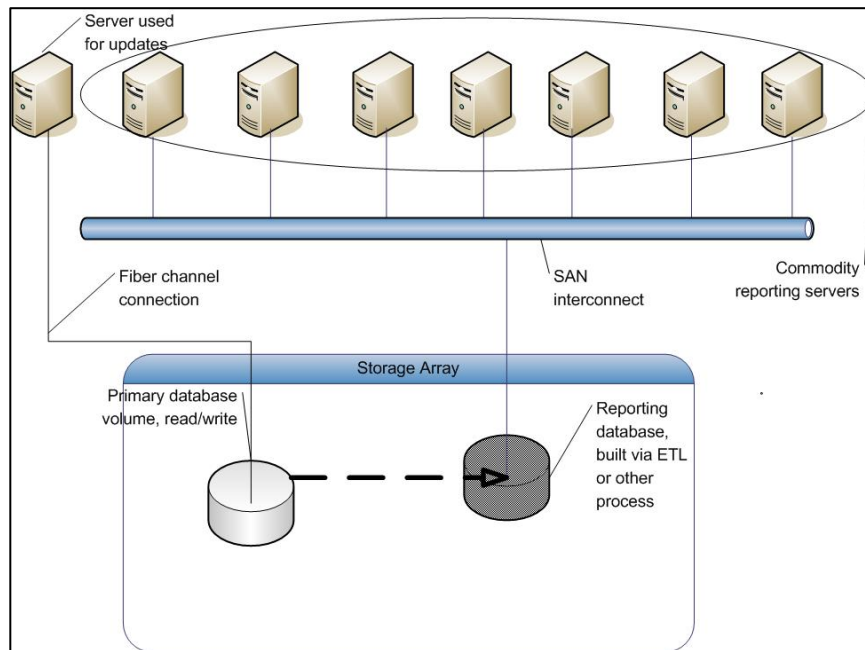 Server used
for updates
Fiber channel
connection
SAN
interconnect
Commodity
reporting servers
Storage Array
Primary database
volume, read/write
Reporting
database,
built via ETL
or other
process